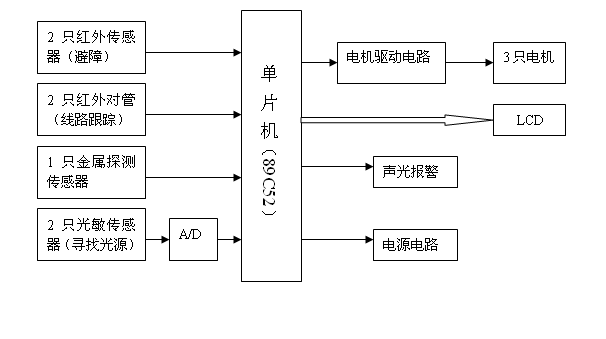 2 只红外传感
器（避障）
2 只红外对管
（线路跟踪）
1 只金属探测
传感器
2 只光敏传感
器（寻找光源）
A/D
单片机（89C52）
电机驱动电路
3只电机
LCD
声光报警
电源电路